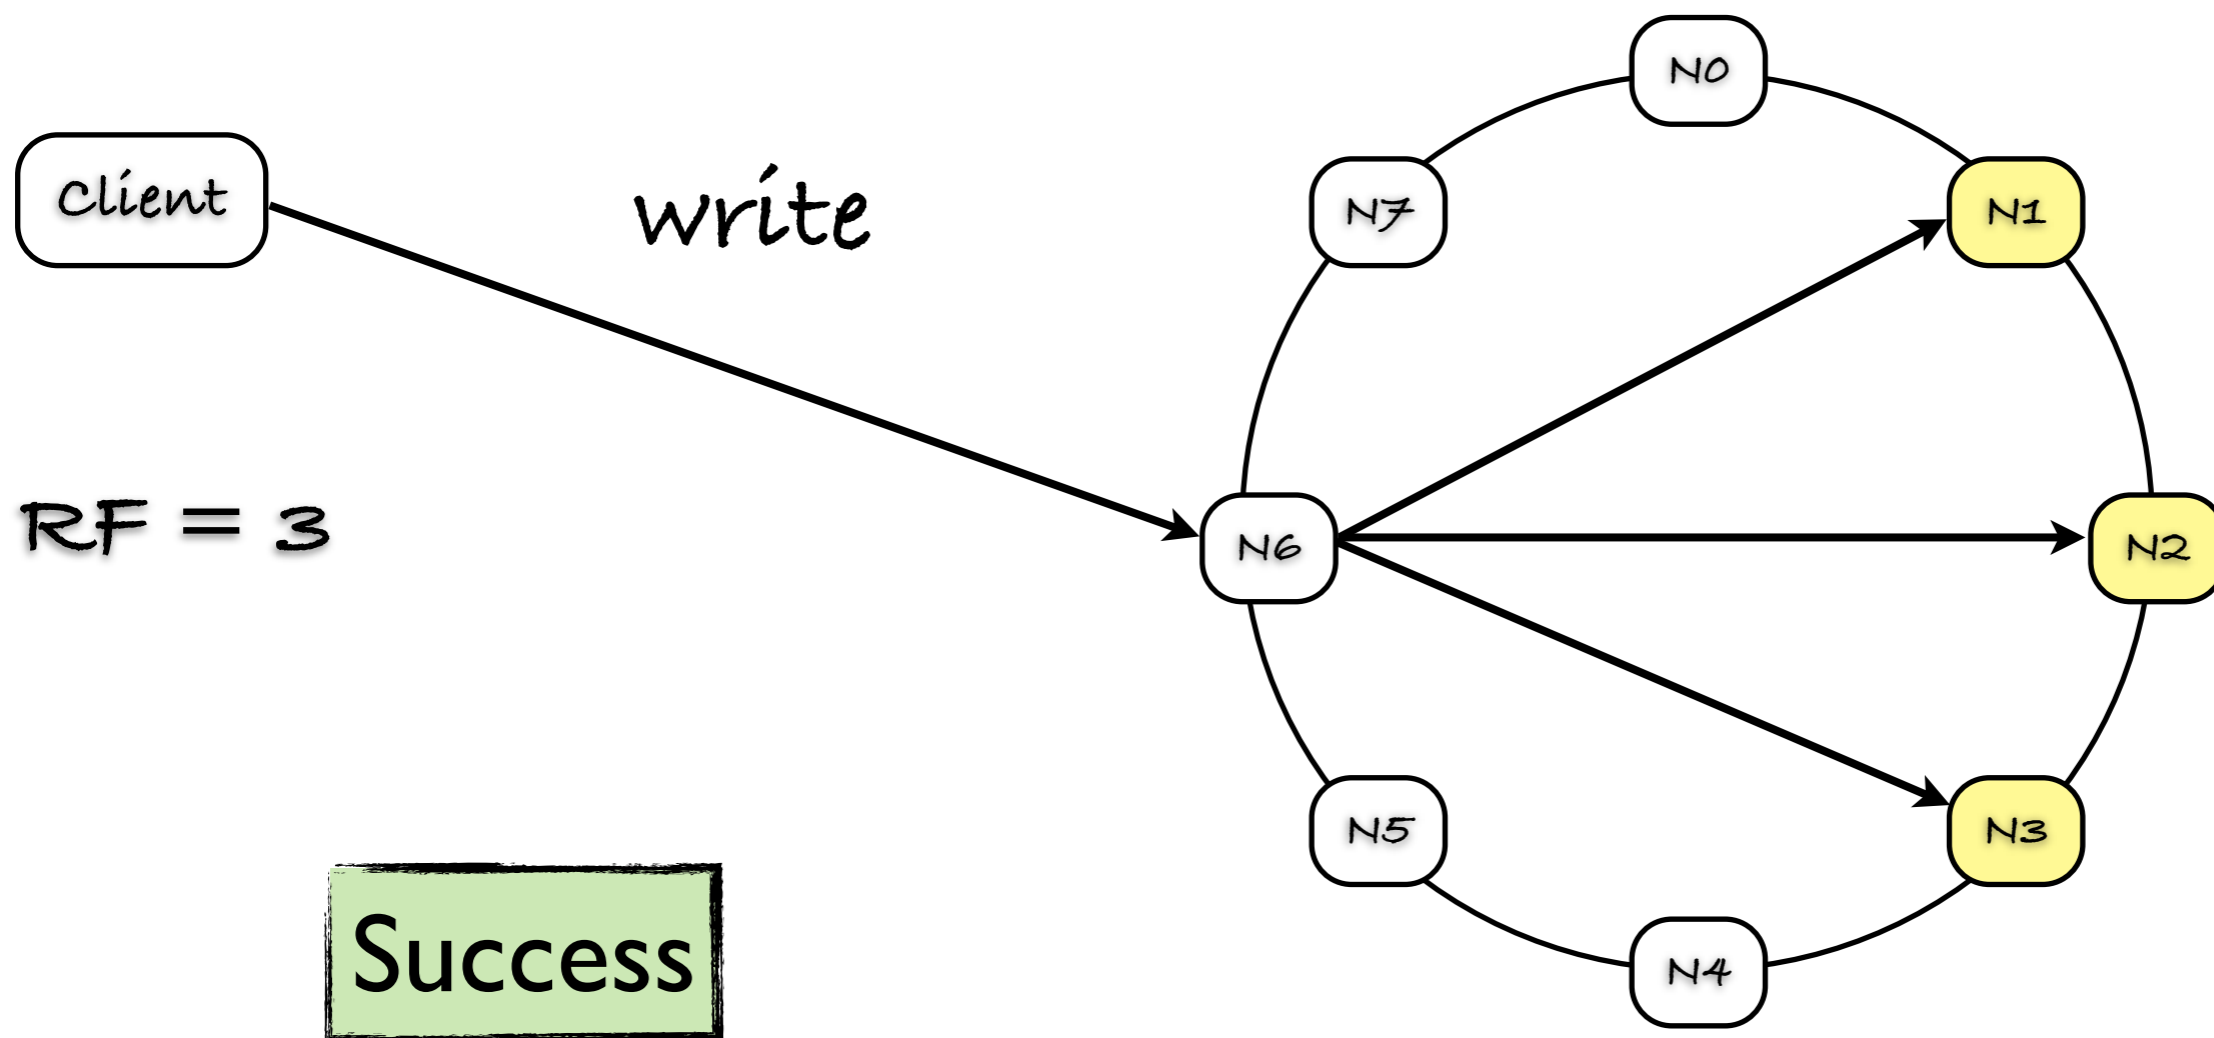 N0
Client
write
N7
N1
RF = 3
N6
N2
N5
N3
Success
N4